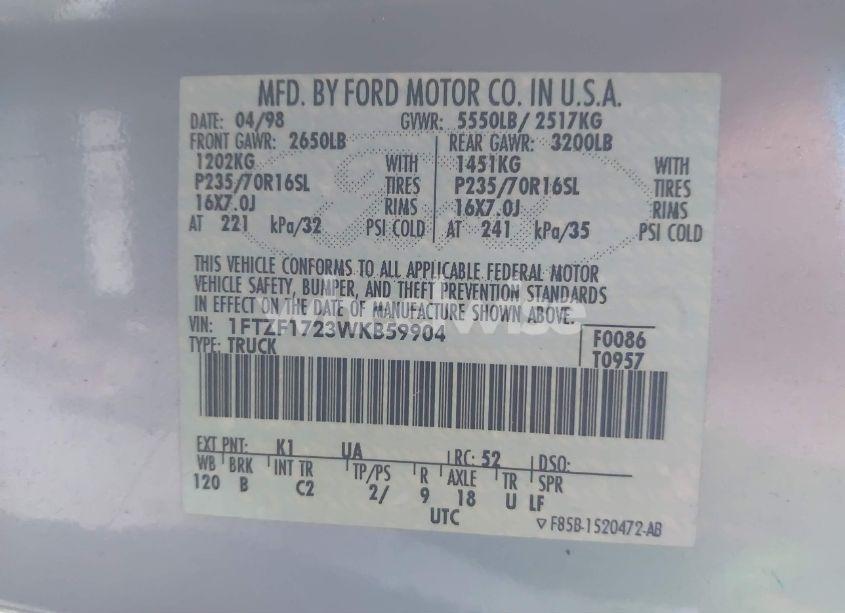 MFD. BY FORD MOTOR CO. IN U.S.A.
DATE: 04/98 GVWR: 5550LB/ 2517KG
FRONT GAWR: 2650LB REAR GAWR: 3200LB
1202KG WITH 1451KG WITH
P235/70R16SL TIRES P235/70R16SL TIRES
16X7.0J RIMS 16X7.0J RIMS
AT 221 kPa/32 PSI COLD AT 241 kPa/35 PSI COLD
THIS VEHICLE CONFORMS TO ALL APPLICABLE FEDERAL MOTOR
VEHICLE SAFETY, BUMPER, AND THEFT PREVENTION STANDARDS
IN EFFECT ON THE DATE OF MANUFACTURE SHOWN ABOVE.
VIN: 1FTZF1723WKB59904 F0086
TYPE: TRUCK T0957
EXT PNT: K1 UA RC: 52 DSO:
WB BRK INT TR TP/PS R AXLE TR SPR
120 B C2 2/ 9 18 U LF
UTC
▽ F85B-1520472-AB